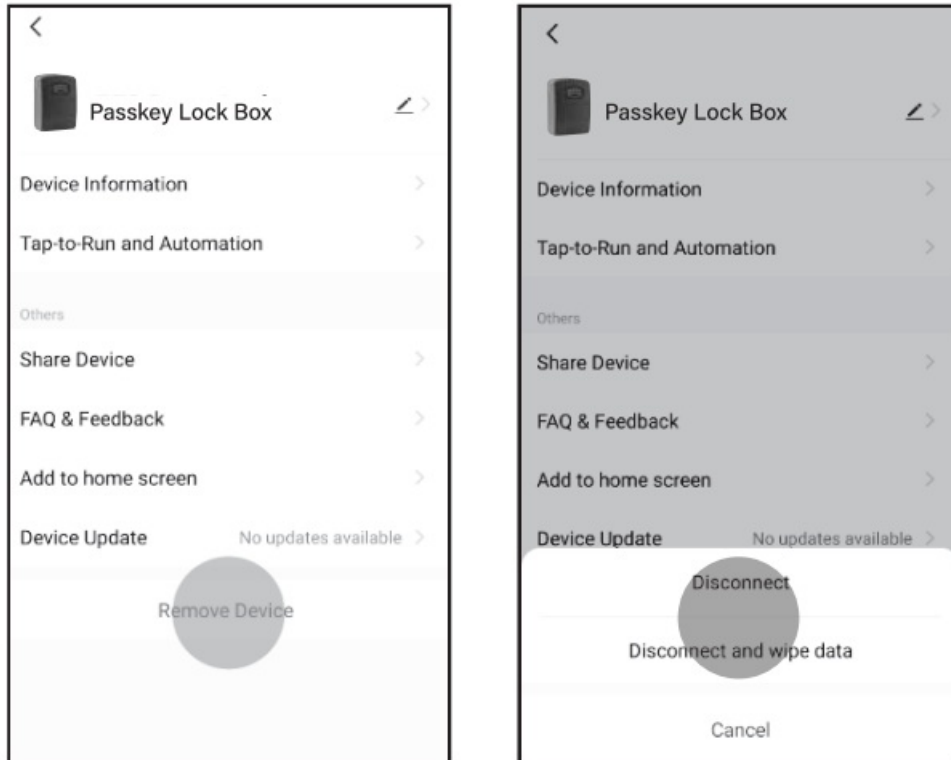 Passkey Lock Box
Device Information
Tap-to-Run and Automation
Others
Share Device
FAQ & Feedback
Add to home screen
Device Update No updates available
Remove Device
Passkey Lock Box
Device Information
Tap-to-Run and Automation
Others
Share Device
FAQ & Feedback
Add to home screen
Device Update No updates available
Disconnect
Disconnect and wipe data
Cancel